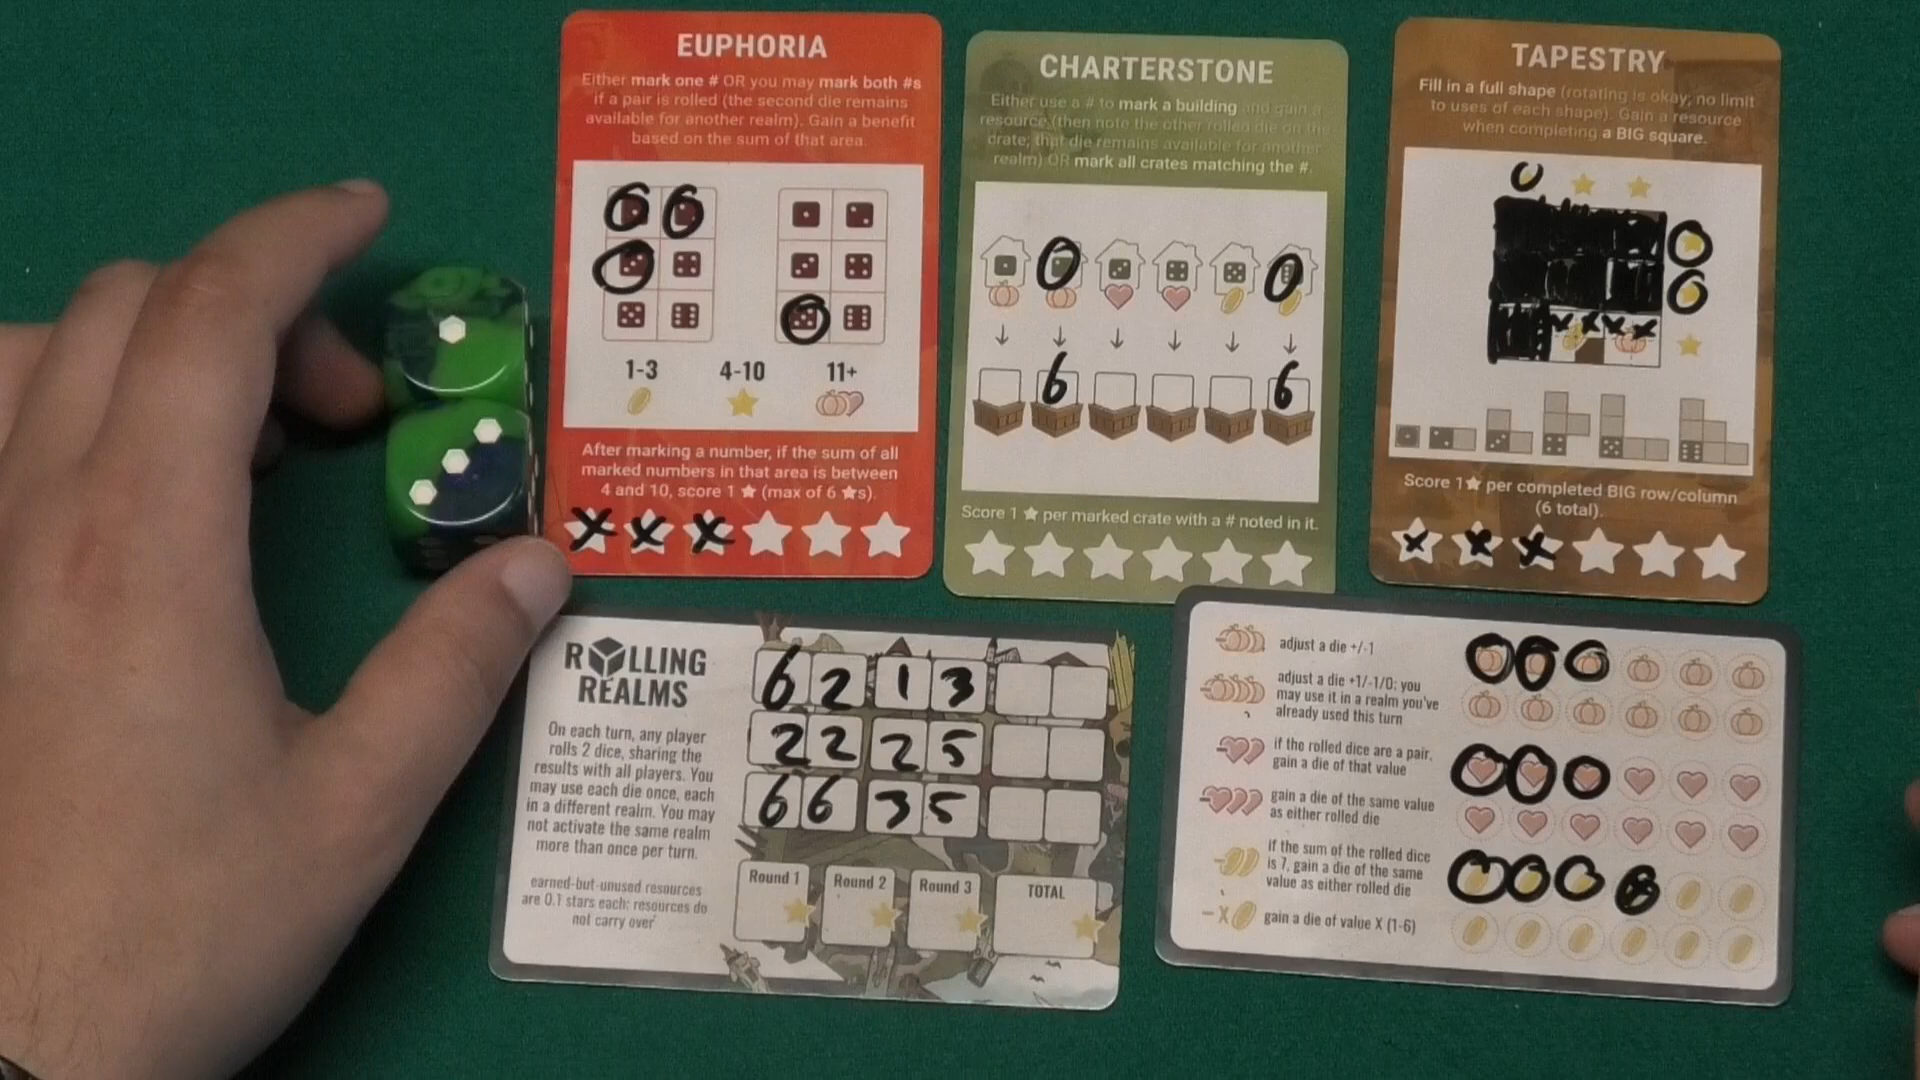 EUPHORIA
Either mark one # OR you may mark both #s
if a pair is rolled (the second die remains
available for another realm). Gain a benefit
based on the sum of that area.
1-3 4-10 11+
After marking a number, if the sum of all
marked numbers in that area is between
4 and 10, score 1 ★ (max of 6 ★s).
CHARTERSTONE
Either use a # to mark a building and gain a
resource (then note the other rolled die on the
crate; that die remains available for another
realm) OR mark all crates matching the #.
6 6
Score 1 ★ per marked crate with a # noted in it.
TAPESTRY
Fill in a full shape (rotating is okay; no limit
to uses of each shape). Gain a resource
when completing a BIG square.
Score 1★ per completed BIG row/column
(6 total).
ROLLING
REALMS
On each turn, any player
rolls 2 dice, sharing the
results with all players. You
may use each die once, each
in a different realm. You may
not activate the same realm
more than once per turn.
earned-but-unused resources
are 0.1 stars each; resources do
not carry over
6 2 1 3
2 2 2 5
6 6 3 5
Round 1 Round 2 Round 3 TOTAL
adjust a die +/-1
adjust a die +1/-1/0; you
may use it in a realm you've
already used this turn
if the rolled dice are a pair,
gain a die of that value
gain a die of the same value
as either rolled die
if the sum of the rolled dice
is 7, gain a die of the same
value as either rolled die
-X gain a die of value X (1-6)